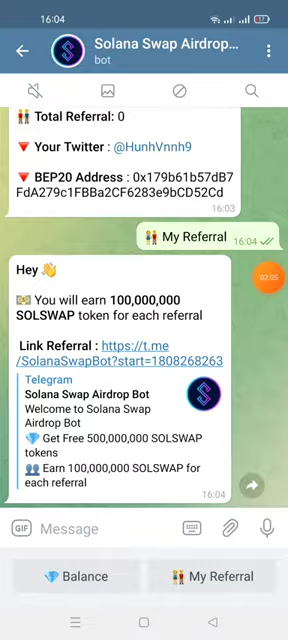 16:04
Solana Swap Airdrop...
bot
👫 Total Referral: 0
🔻 Your Twitter : @HunhVnnh9
🔻 BEP20 Address : 0x179b61b57dB7
FdA279c1FBBa2CF6283e9bCD52Cd
16:03
👫 My Referral 16:04
02:05
Hey 👋
💵 You will earn 100,000,000
SOLSWAP token for each referral
Link Referral : https://t.me
/SolanaSwapBot?start=1808268263
Telegram
Solana Swap Airdrop Bot
Welcome to Solana Swap
Airdrop Bot
💎 Get Free 500,000,000 SOLSWAP
tokens
👥 Earn 100,000,000 SOLSWAP for
each referral
16:04
GIF Message
💎 Balance
👫 My Referral